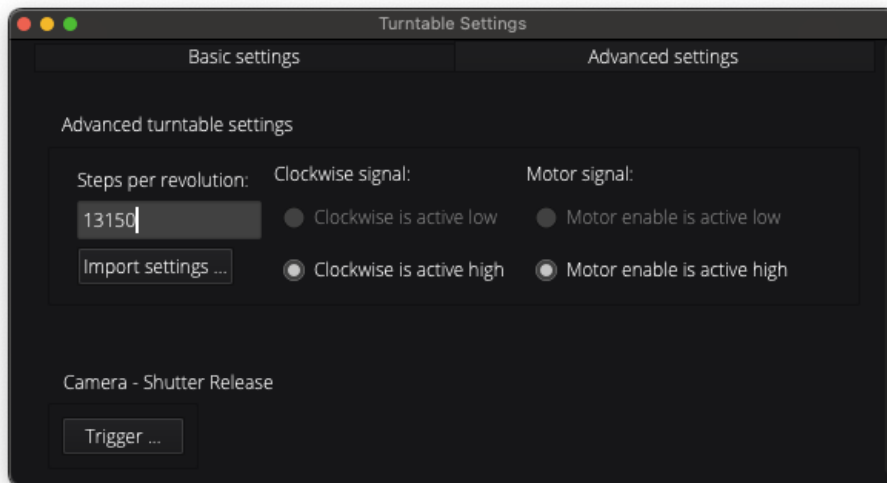 Turntable Settings
Basic settings
Advanced settings
Advanced turntable settings
Steps per revolution:
13150
Import settings ...
Clockwise signal:
Clockwise is active low
Clockwise is active high
Motor signal:
Motor enable is active low
Motor enable is active high
Camera - Shutter Release
Trigger ...